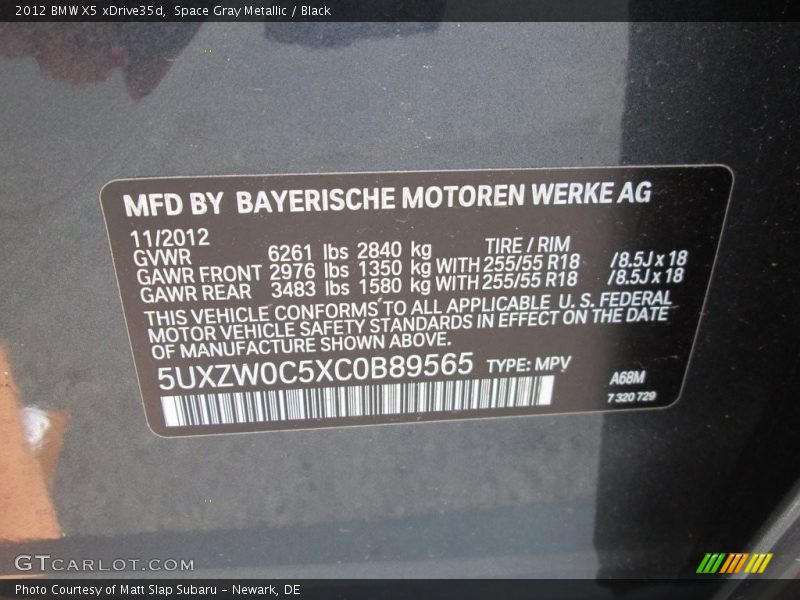 2012 BMW X5 xDrive35d, Space Gray Metallic / Black
MFD BY BAYERISCHE MOTOREN WERKE AG
11/2012
TIRE / RIM
GVWR 6261 lbs 2840 kg
GAWR FRONT 2976 lbs 1350 kg WITH 255/55 R18 /8.5J x 18
GAWR REAR 3483 lbs 1580 kg WITH 255/55 R18 /8.5J x 18
THIS VEHICLE CONFORMS TO ALL APPLICABLE U. S. FEDERAL
MOTOR VEHICLE SAFETY STANDARDS IN EFFECT ON THE DATE
OF MANUFACTURE SHOWN ABOVE.
5UXZW0C5XC0B89565 TYPE: MPV
A68M
7 320 729
GTCARLOT.COM
Photo Courtesy of Matt Slap Subaru - Newark, DE